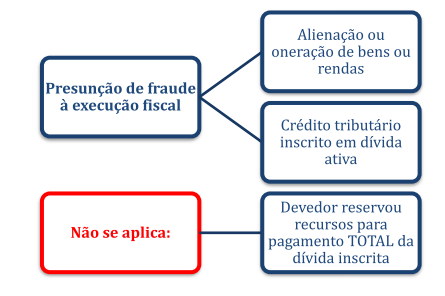 Presunção de fraude
à execução fiscal
Alienação ou
oneração de bens ou
rendas
Crédito tributário
inscrito em dívida
ativa
Não se aplica:
Devedor reservou
recursos para
pagamento TOTAL da
dívida inscrita